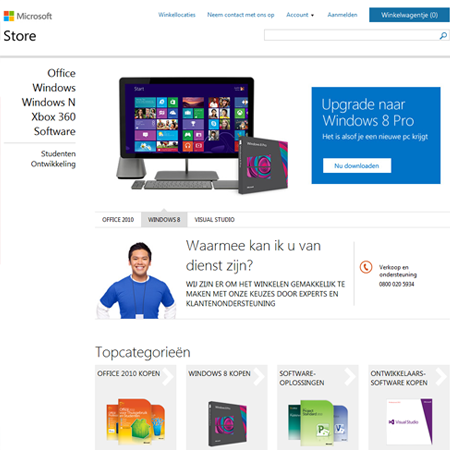 Microsoft
Winkellocaties Neem contact met ons op Account Aanmelden Winkelwagentje (0)
Store
Office
Windows
Windows N
Xbox 360
Software
Studenten
Ontwikkeling
Start
Windows 8 Pro
Upgrade naar
Windows 8 Pro
Het is alsof je een nieuwe pc krijgt
Nu downloaden
OFFICE 2010 WINDOWS 8 VISUAL STUDIO
Waarmee kan ik u van
dienst zijn?
WIJ ZIJN ER OM HET WINKELEN GEMAKKELIJK TE
MAKEN MET ONZE KEUZES DOOR EXPERTS EN
KLANTENONDERSTEUNING
Verkoop en
ondersteuning
0800 020 5934
Topcategorieën
OFFICE 2010 KOPEN
WINDOWS 8 KOPEN
SOFTWARE-
OPLOSSINGEN
ONTWIKKELAARS-
SOFTWARE KOPEN
Visual Studio